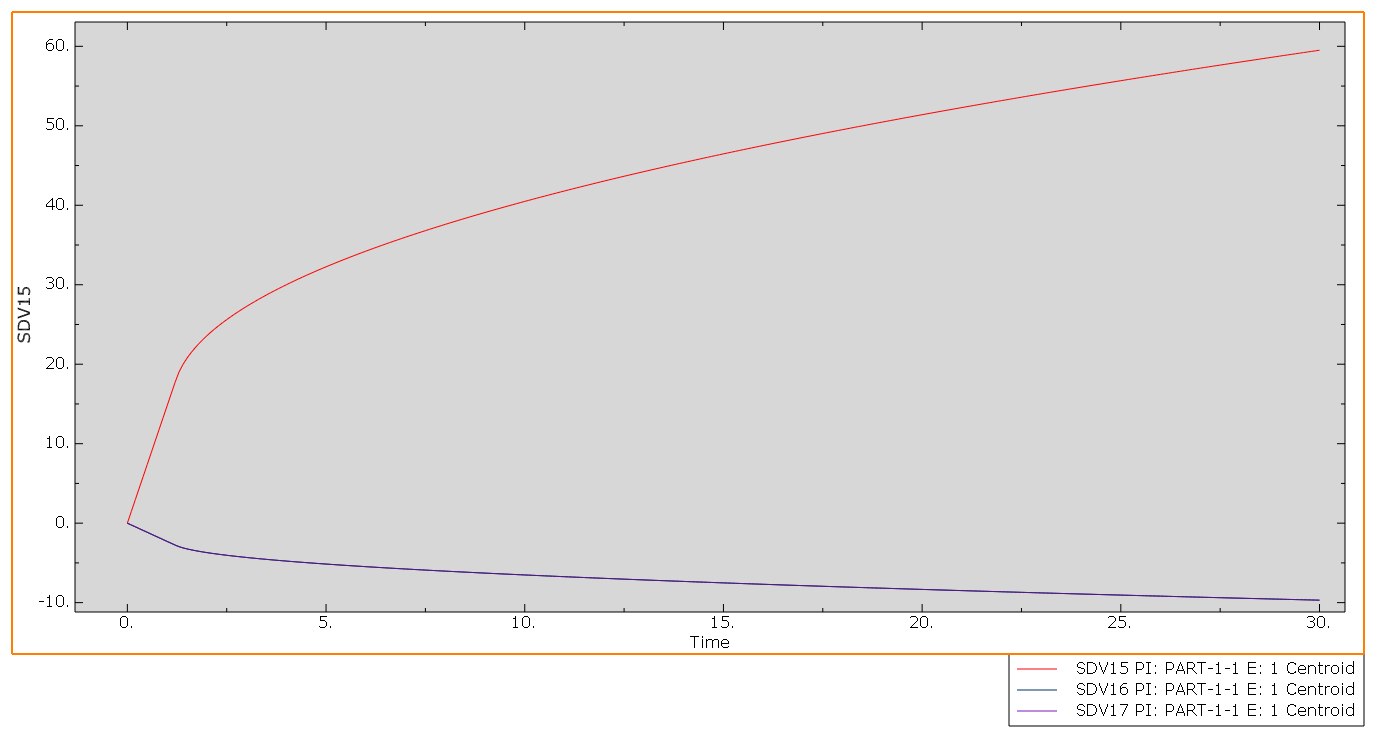 60.
50.
40.
30.
20.
10.
0.
-10.
SDV15
0. 5. 10. 15. 20. 25. 30.
Time
SDV15 PI: PART-1-1 E: 1 Centroid
SDV16 PI: PART-1-1 E: 1 Centroid
SDV17 PI: PART-1-1 E: 1 Centroid